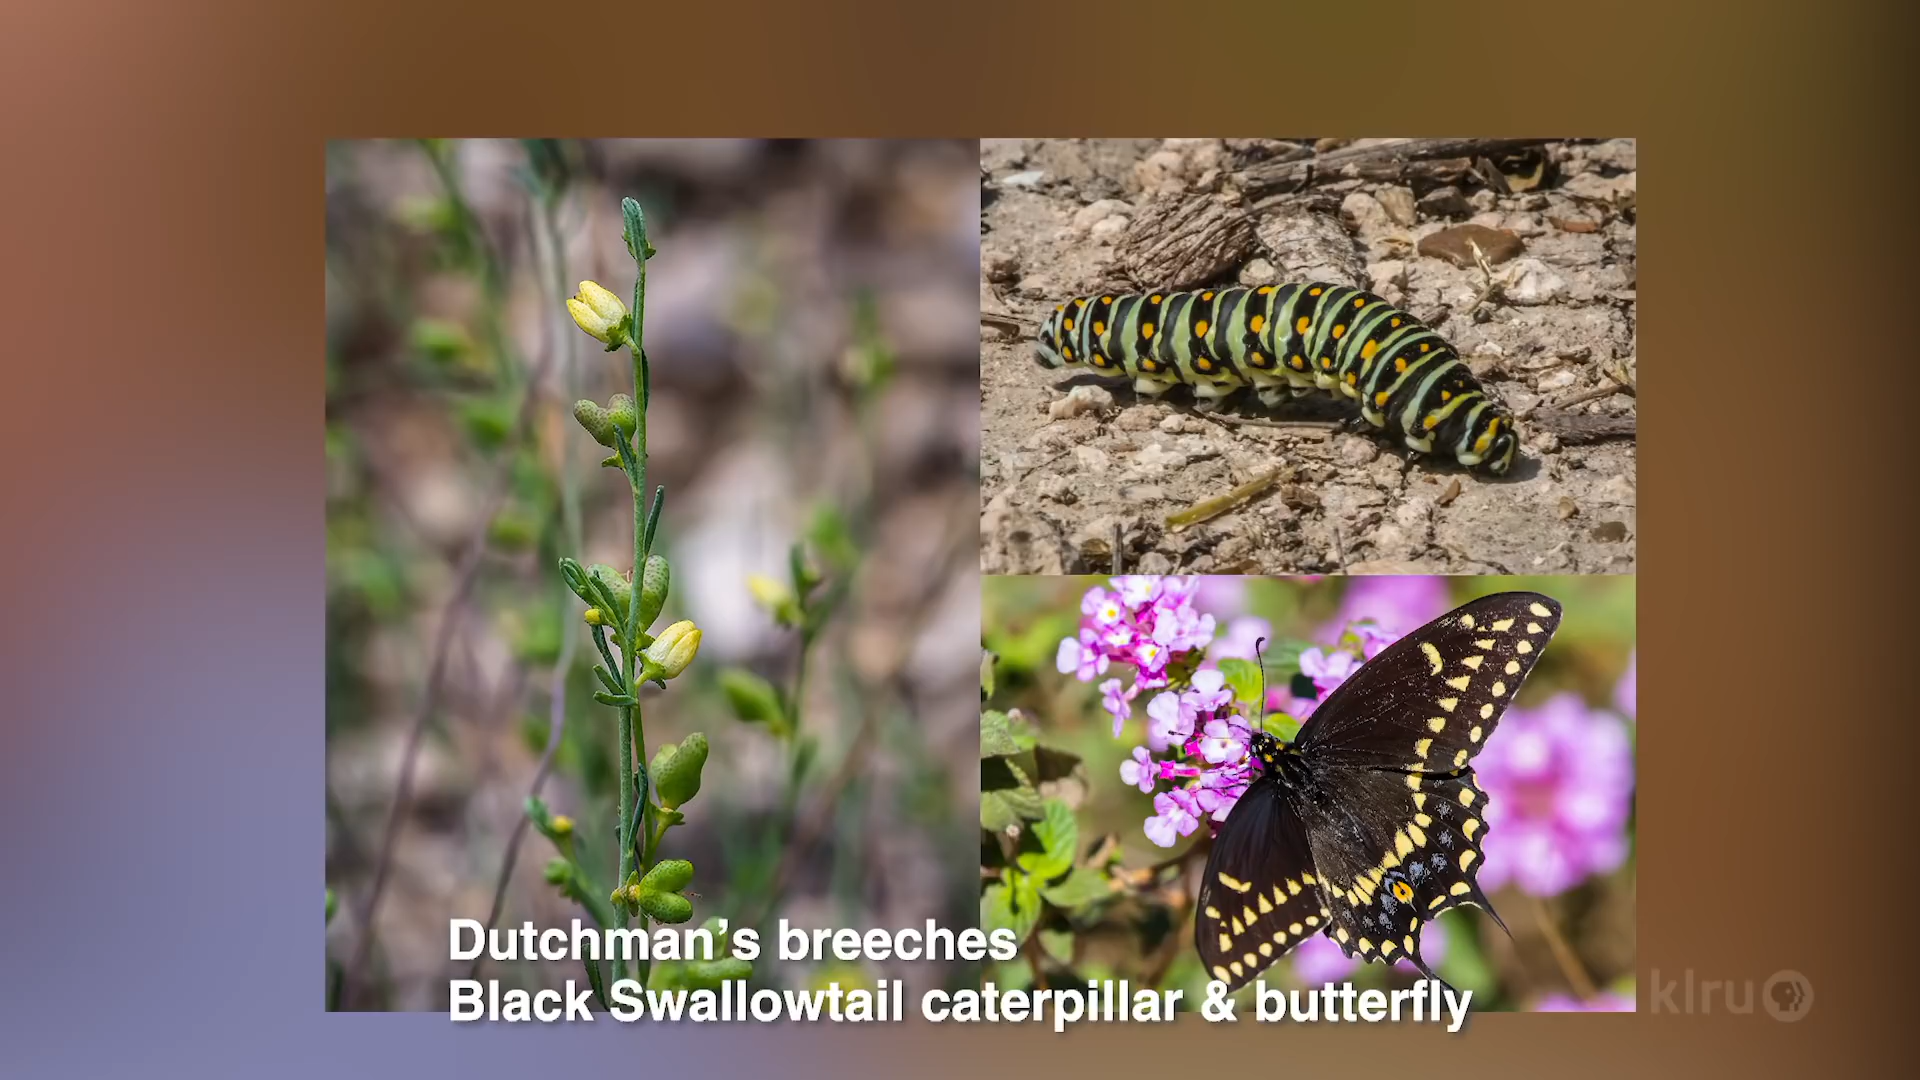 Dutchman’s breeches
Black Swallowtail caterpillar & butterfly
klru